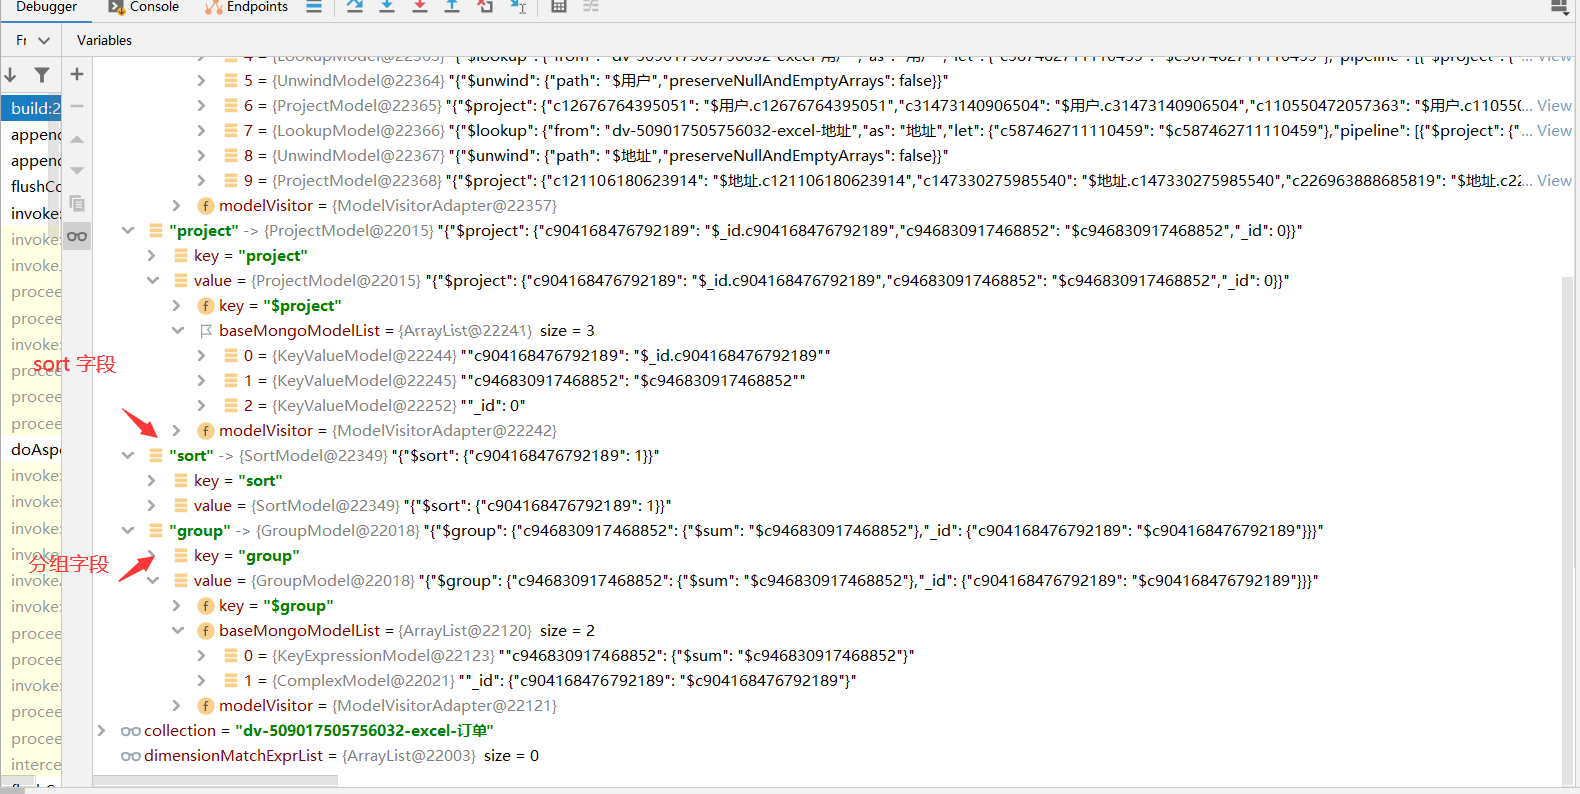 Debugger Console Endpoints
Fr Variables
4 = {LookupModel@22363} "{"$lookup": {"from": "dv-509017505756032-excel-用户","as": "用户","let": {"c587462711110459": "$c587462711110459"},"pipeline": [{"$project": {"... View
5 = {UnwindModel@22364} "{"$unwind": {"path": "$用户","preserveNullAndEmptyArrays": false}}"
build:2
6 = {ProjectModel@22365} "{"$project": {"c12676764395051": "$用户.c12676764395051","c31473140906504": "$用户.c31473140906504","c110550472057363": "$用户.c11055(... View
append
7 = {LookupModel@22366} "{"$lookup": {"from": "dv-509017505756032-excel-地址","as": "地址","let": {"c587462711110459": "$c587462711110459"},"pipeline": [{"$project": {"... View
append
8 = {UnwindModel@22367} "{"$unwind": {"path": "$地址","preserveNullAndEmptyArrays": false}}"
flushCo
9 = {ProjectModel@22368} "{"$project": {"c121106180623914": "$地址.c121106180623914","c147330275985540": "$地址.c147330275985540","c226963888685819": "$地址.c22... View
invoke:
modelVisitor = {ModelVisitorAdapter@22357}
invoke:
"project" -> {ProjectModel@22015} "{"$project": {"c904168476792189": "$_id.c904168476792189","c946830917468852": "$c946830917468852","_id": 0}}"
invoke.
key = "project"
procee
value = {ProjectModel@22015} "{"$project": {"c904168476792189": "$_id.c904168476792189","c946830917468852": "$c946830917468852","_id": 0}}"
procee
key = "$project"
invoke:
baseMongoModelList = {ArrayList@22241} size = 3
sort 字段
procee
0 = {KeyValueModel@22244} ""c904168476792189": "$_id.c904168476792189""
procee
1 = {KeyValueModel@22245} ""c946830917468852": "$c946830917468852""
procee
2 = {KeyValueModel@22252} ""_id": 0"
modelVisitor = {ModelVisitorAdapter@22242}
doAspe
"sort" -> {SortModel@22349} "{"$sort": {"c904168476792189": 1}}"
invoke:
key = "sort"
invoke:
value = {SortModel@22349} "{"$sort": {"c904168476792189": 1}}"
invoke:
"group" -> {GroupModel@22018} "{"$group": {"c946830917468852": {"$sum": "$c946830917468852"},"_id": {"c904168476792189": "$c904168476792189"}}}"
invoke
分组字段
key = "group"
invoke.
value = {GroupModel@22018} "{"$group": {"c946830917468852": {"$sum": "$c946830917468852"},"_id": {"c904168476792189": "$c904168476792189"}}}"
invoke:
key = "$group"
procee
baseMongoModelList = {ArrayList@22120} size = 2
procee
0 = {KeyExpressionModel@22123} ""c946830917468852": {"$sum": "$c946830917468852"}"
invoke:
1 = {ComplexModel@22021} ""_id": {"c904168476792189": "$c904168476792189"}"
procee
modelVisitor = {ModelVisitorAdapter@22121}
procee
collection = "dv-509017505756032-excel-订单"
interce
dimensionMatchExprList = {ArrayList@22003} size = 0